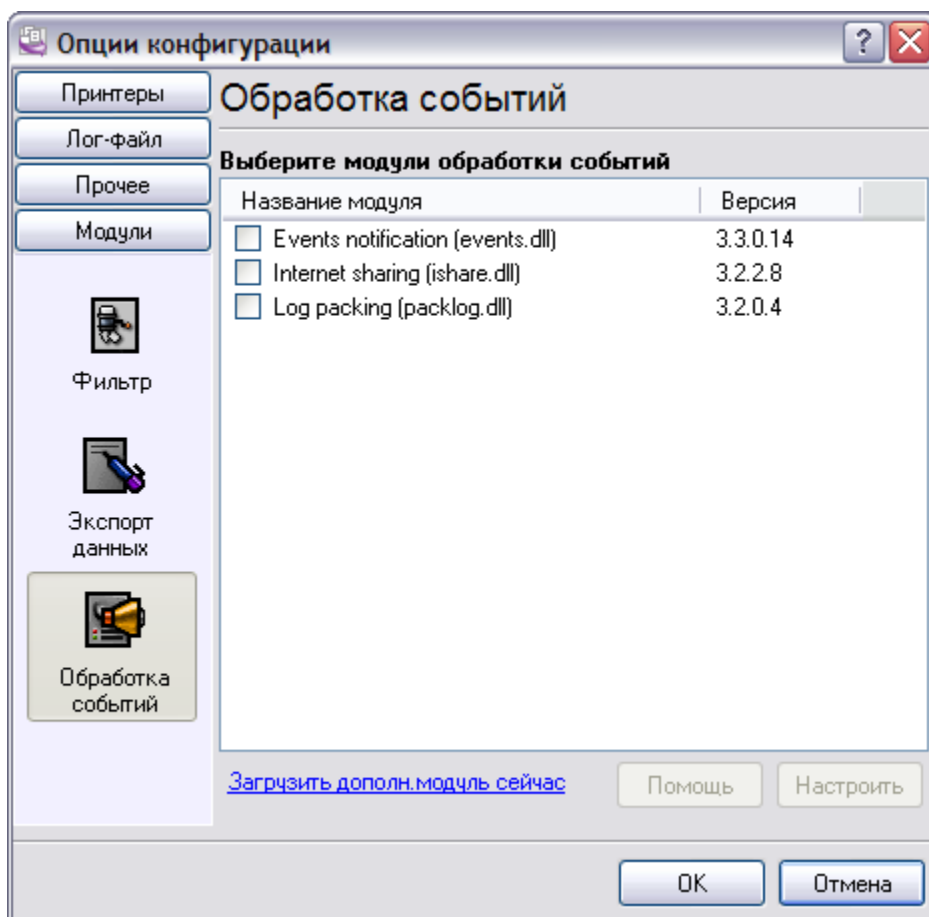 Опции конфигурации
?
Принтеры
Лог-файл
Прочее
Модули
Фильтр
Экспорт
данных
Обработка
событий
Обработка событий
Выберите модули обработки событий
Название модуля Версия
Events notification (events.dll) 3.3.0.14
Internet sharing (ishare.dll) 3.2.2.8
Log packing (packlog.dll) 3.2.0.4
Загрузить дополн.модуль сейчас
Помощь
Настроить
OK
Отмена